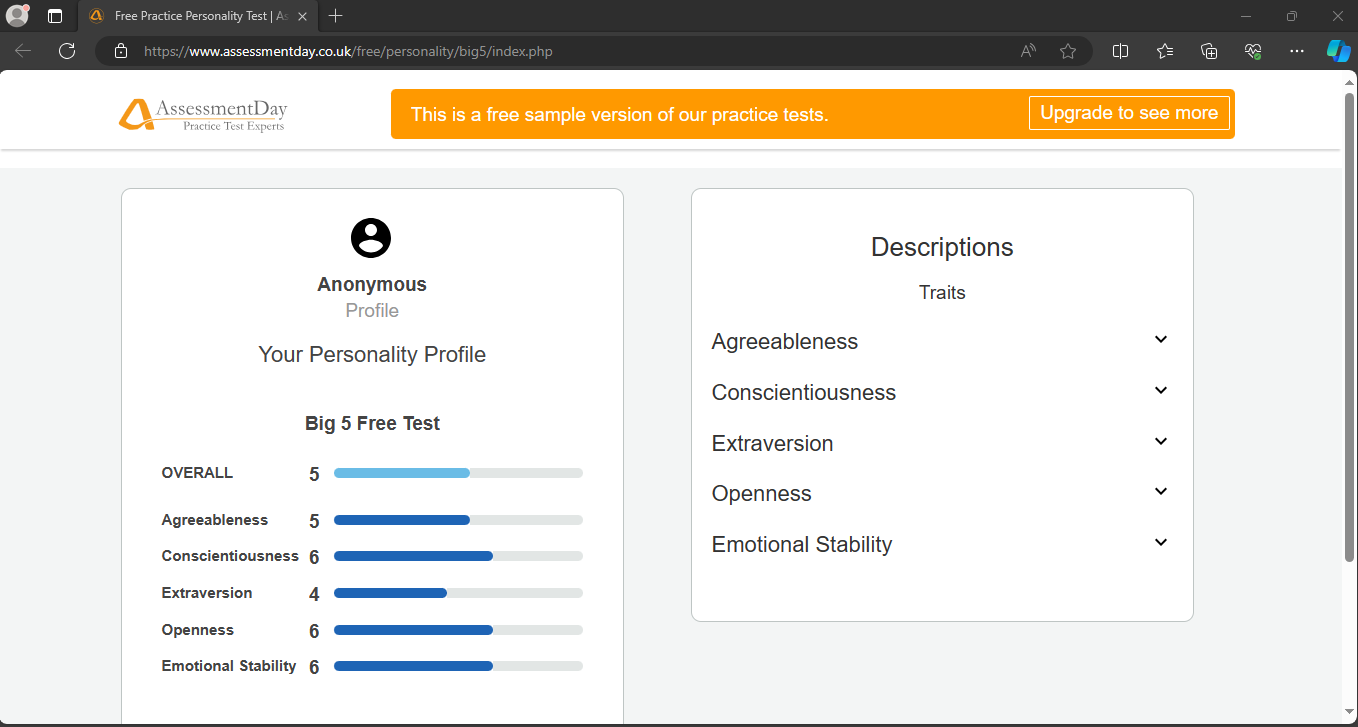 Free Practice Personality Test | As
https://www.assessmentday.co.uk/free/personality/big5/index.php
AssessmentDay
Practice Test Experts
This is a free sample version of our practice tests.
Upgrade to see more
Anonymous
Profile
Your Personality Profile
Big 5 Free Test
OVERALL 5
Agreeableness 5
Conscientiousness 6
Extraversion 4
Openness 6
Emotional Stability 6
Descriptions
Traits
Agreeableness
Conscientiousness
Extraversion
Openness
Emotional Stability